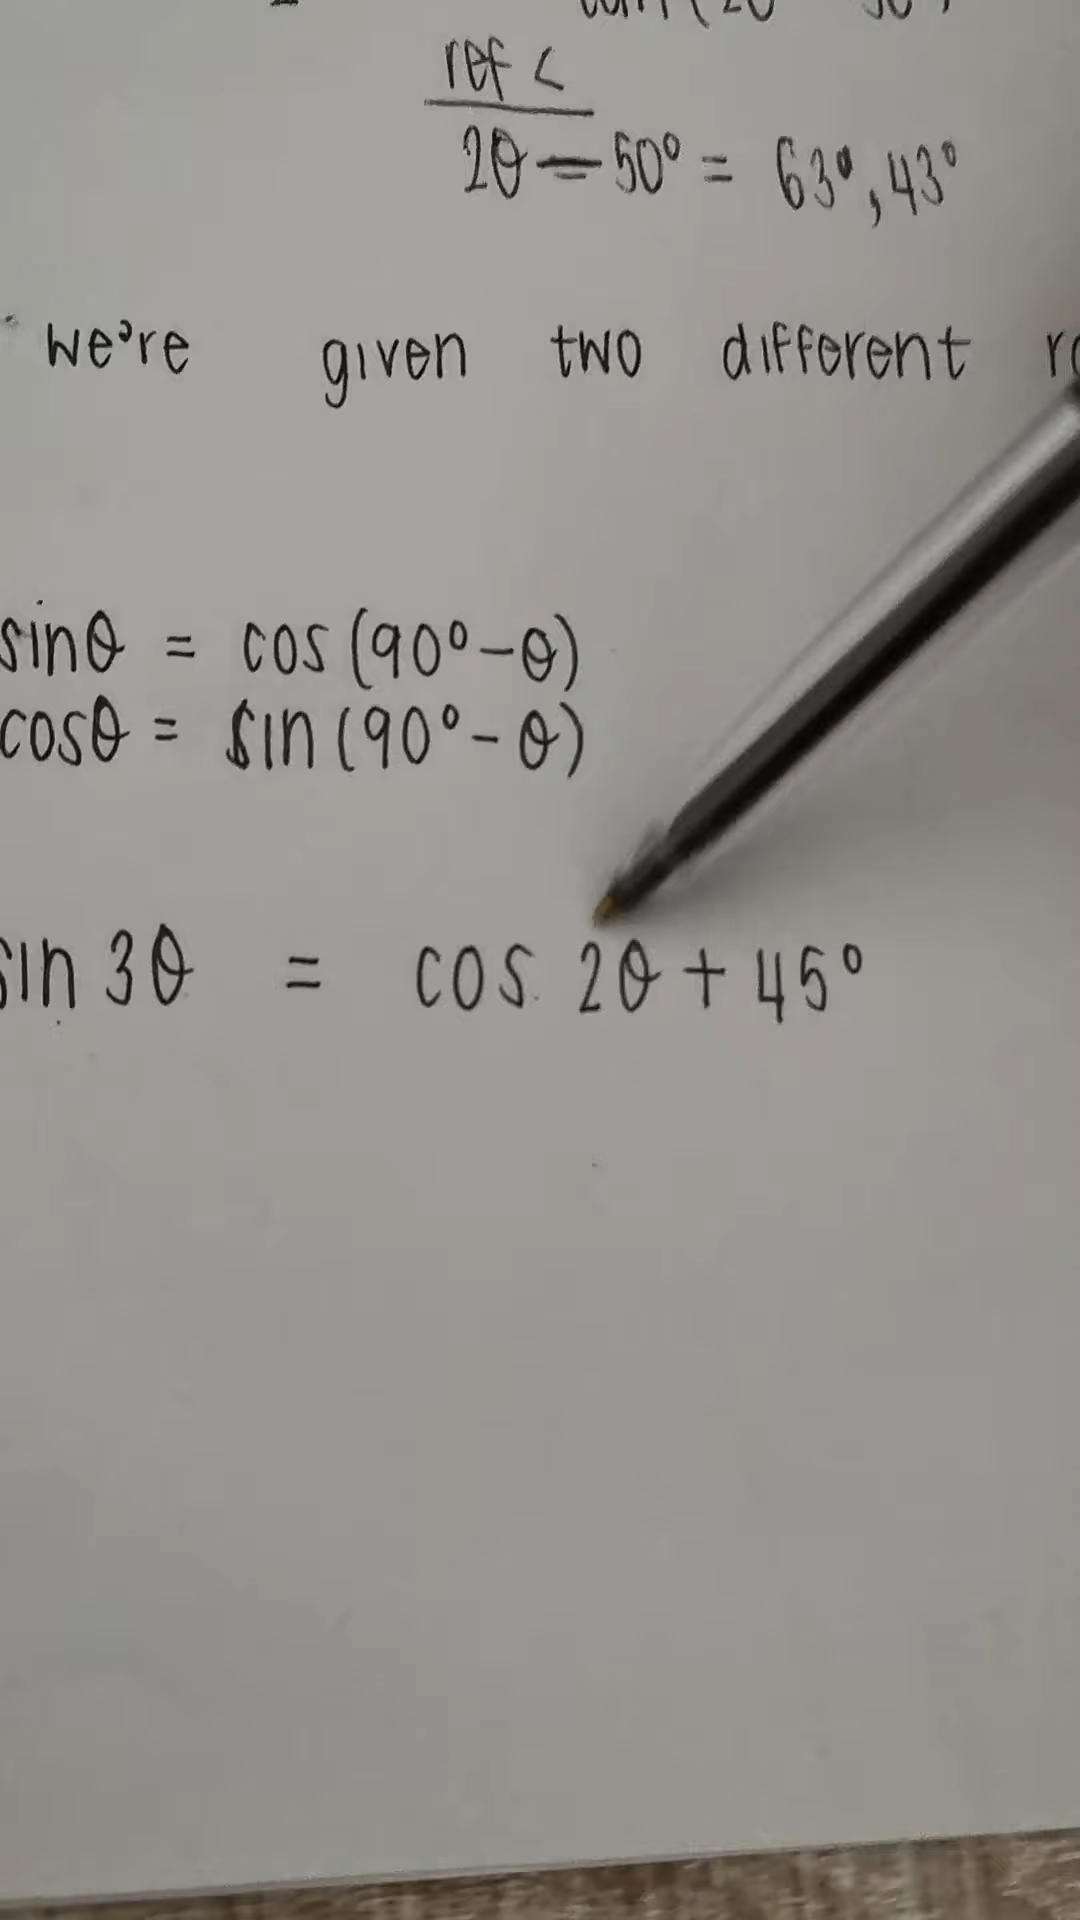 ref <
2θ - 50° = 63°,43°
we're given two different
sinθ = cos (90° - θ)
cosθ = sin (90° - θ)
sin 3θ = cos 2θ + 45°